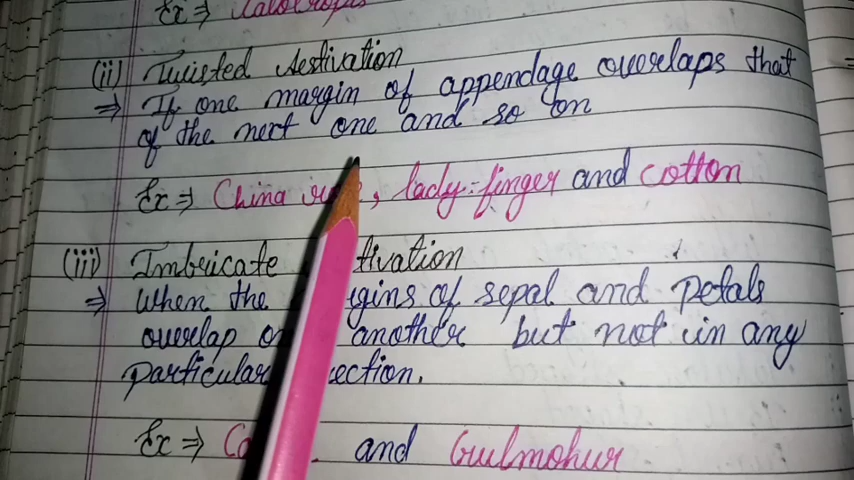 Ex ⇒ Calotropis
(ii) Twisted Aestivation
⇒ If one margin of appendage overlaps that
of the next one and so on
Ex ⇒ China , lady-finger and cotton
(iii) Imbricate
⇒ When the of sepal and petals
overlap another but not in any
particular
Ex ⇒ and Gulmohur